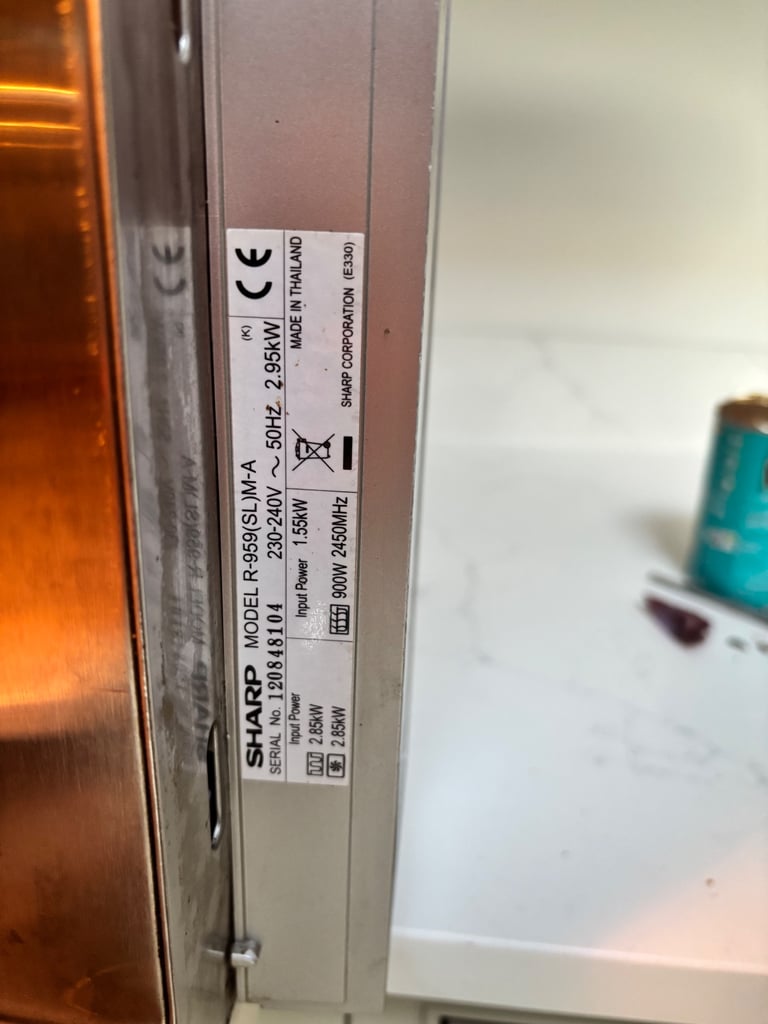 SHARP MODEL R-959(SL)M-A (K)
SERIAL No. 120848104 230-240V ~ 50HZ 2.95kW
CE
Input Power
2.85kW
2.85kW
Input Power 1.55kW
900W 2450MHz
MADE IN THAILAND
SHARP CORPORATION (E330)